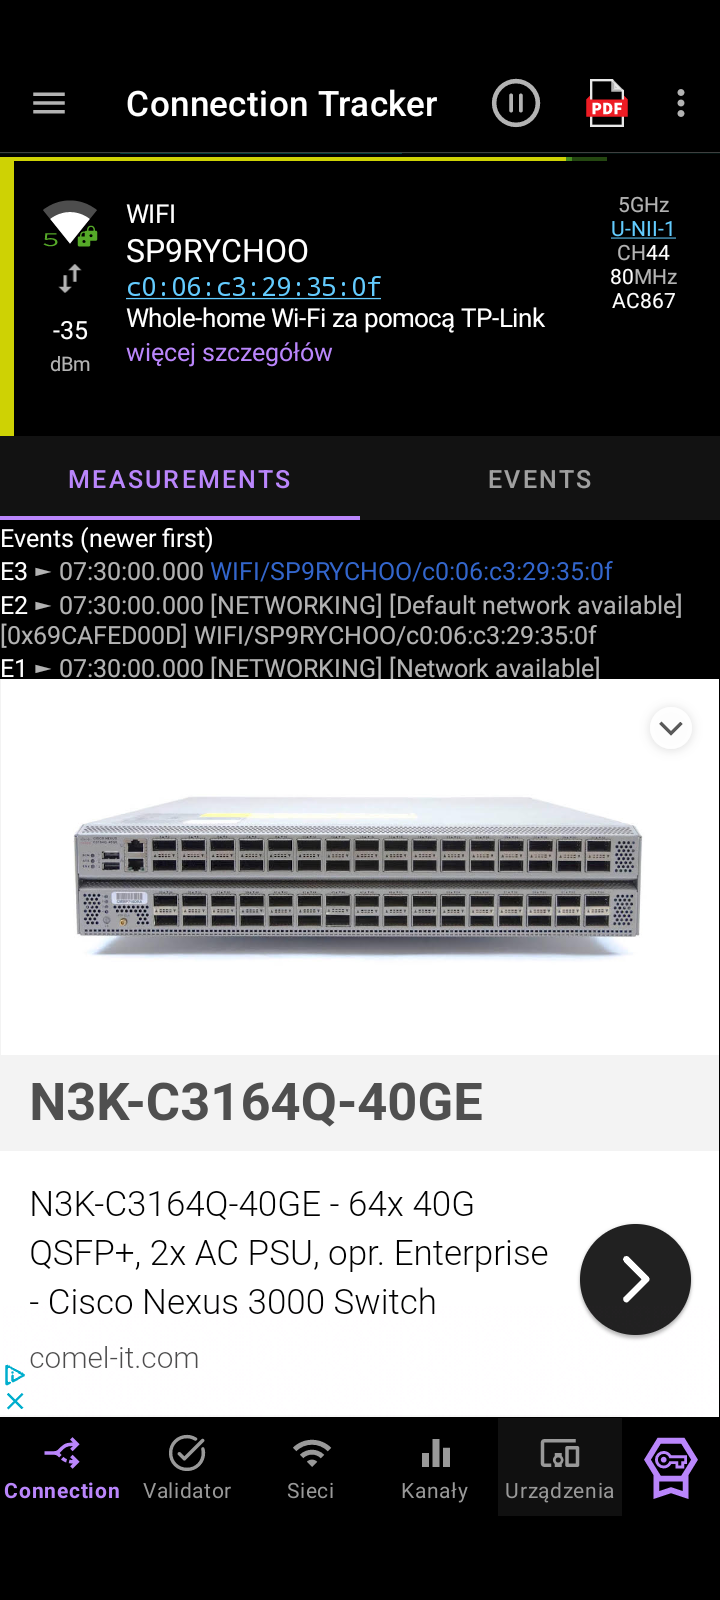 Connection Tracker
PDF
WIFI
SP9RYCHOO
c0:06:c3:29:35:0f
Whole-home Wi-Fi za pomocą TP-Link
więcej szczegółów
5
-35
dBm
5GHz
U-NII-1
CH44
80MHz
AC867
MEASUREMENTS
EVENTS
Events (newer first)
E3 ► 07:30:00.000 WIFI/SP9RYCHOO/c0:06:c3:29:35:0f
E2 ► 07:30:00.000 [NETWORKING] [Default network available]
[0x69CAFED00D] WIFI/SP9RYCHOO/c0:06:c3:29:35:0f
E1 ► 07:30:00.000 [NETWORKING] [Network available]
N3K-C3164Q-40GE
N3K-C3164Q-40GE - 64x 40G
QSFP+, 2x AC PSU, opr. Enterprise
- Cisco Nexus 3000 Switch
comel-it.com
Connection
Validator
Sieci
Kanały
Urządzenia